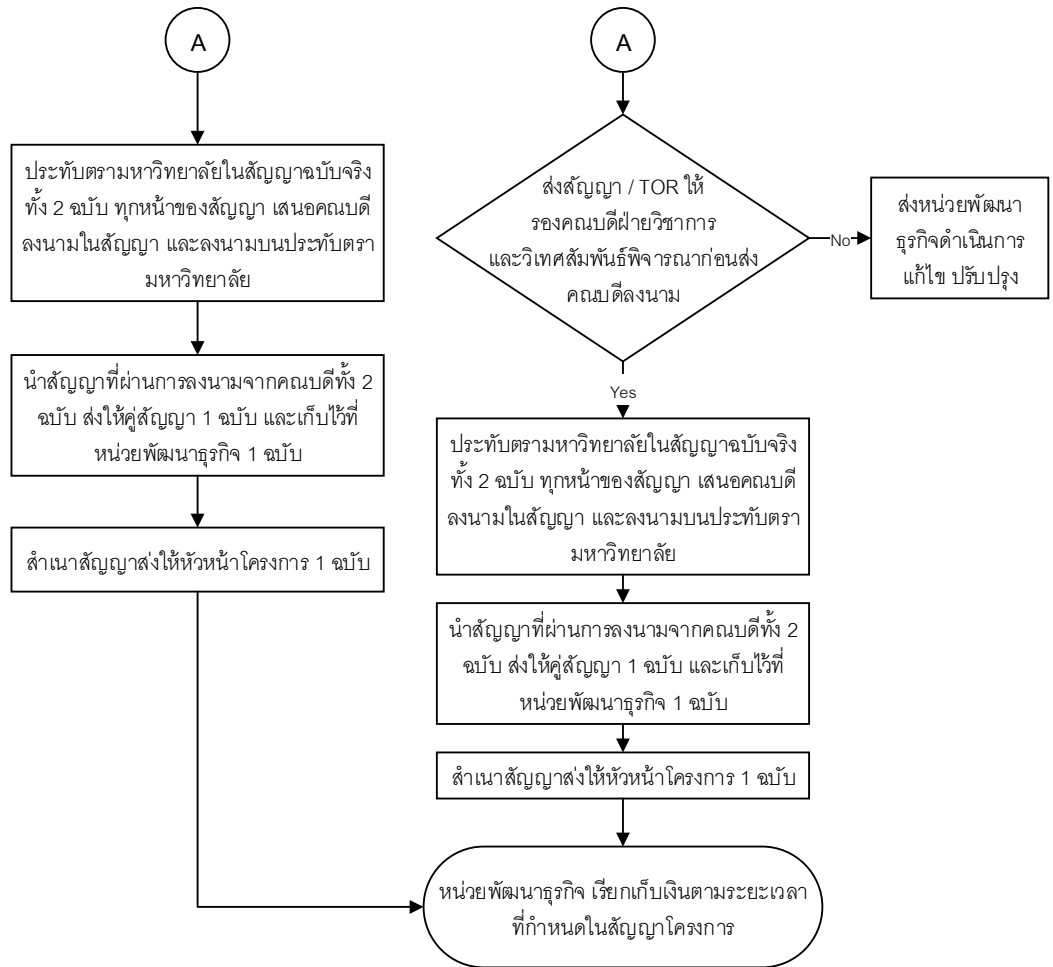 A
ประทับตรามหาวิทยาลัยในสัญญาฉบับจริง
ทั้ง 2 ฉบับ ทุกหน้าของสัญญา เสนอคณบดี
ลงนามในสัญญา และลงนามบนประทับตรา
มหาวิทยาลัย
นำสัญญาที่ผ่านการลงนามจากคณบดีทั้ง 2
ฉบับ ส่งให้คู่สัญญา 1 ฉบับ และเก็บไว้ที่
หน่วยพัฒนาธุรกิจ 1 ฉบับ
สำเนาสัญญาส่งให้หัวหน้าโครงการ 1 ฉบับ
A
ส่งสัญญา / TOR ให้
รองคณบดีฝ่ายวิชาการ
และวิเทศสัมพันธ์พิจารณาก่อนส่ง
คณบดีลงนาม
No
ส่งหน่วยพัฒนา
ธุรกิจดำเนินการ
แก้ไข ปรับปรุง
Yes
ประทับตรามหาวิทยาลัยในสัญญาฉบับจริง
ทั้ง 2 ฉบับ ทุกหน้าของสัญญา เสนอคณบดี
ลงนามในสัญญา และลงนามบนประทับตรา
มหาวิทยาลัย
นำสัญญาที่ผ่านการลงนามจากคณบดีทั้ง 2
ฉบับ ส่งให้คู่สัญญา 1 ฉบับ และเก็บไว้ที่
หน่วยพัฒนาธุรกิจ 1 ฉบับ
สำเนาสัญญาส่งให้หัวหน้าโครงการ 1 ฉบับ
หน่วยพัฒนาธุรกิจ เรียกเก็บเงินตามระยะเวลา
ที่กำหนดในสัญญาโครงการ